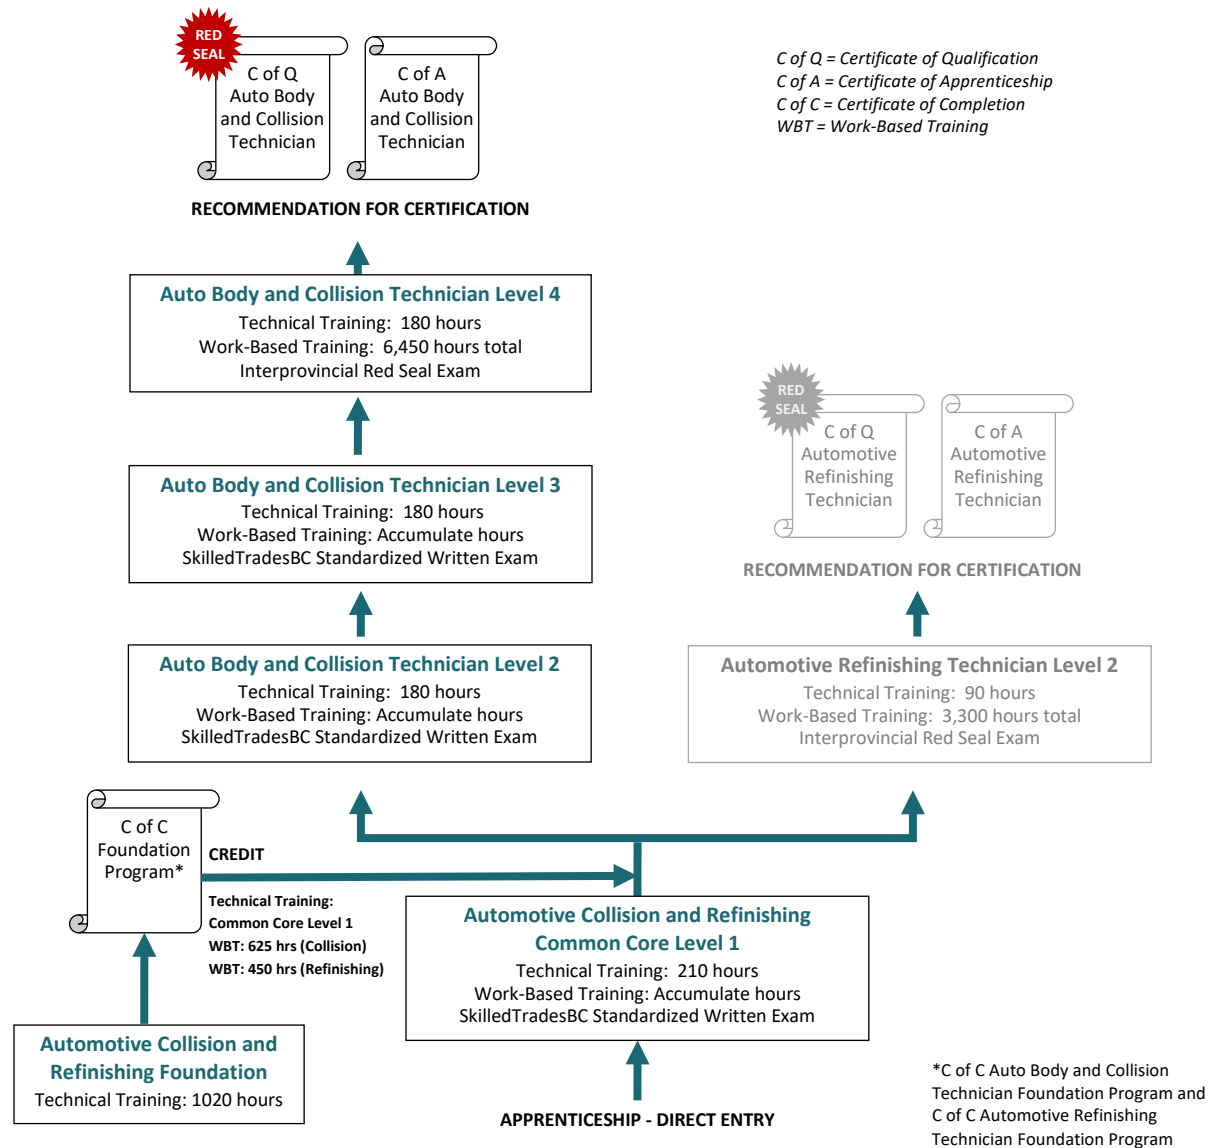 RED
SEAL
C of Q
Auto Body
and Collision
Technician
C of A
Auto Body
and Collision
Technician
C of Q = Certificate of Qualification
C of A = Certificate of Apprenticeship
C of C = Certificate of Completion
WBT = Work-Based Training
RECOMMENDATION FOR CERTIFICATION
Auto Body and Collision Technician Level 4
Technical Training: 180 hours
Work-Based Training: 6,450 hours total
Interprovincial Red Seal Exam
Auto Body and Collision Technician Level 3
Technical Training: 180 hours
Work-Based Training: Accumulate hours
SkilledTradesBC Standardized Written Exam
Auto Body and Collision Technician Level 2
Technical Training: 180 hours
Work-Based Training: Accumulate hours
SkilledTradesBC Standardized Written Exam
RED
SEAL
C of Q
Automotive
Refinishing
Technician
C of A
Automotive
Refinishing
Technician
RECOMMENDATION FOR CERTIFICATION
Automotive Refinishing Technician Level 2
Technical Training: 90 hours
Work-Based Training: 3,300 hours total
Interprovincial Red Seal Exam
C of C
Foundation
Program*
CREDIT
Technical Training:
Common Core Level 1
WBT: 625 hrs (Collision)
WBT: 450 hrs (Refinishing)
Automotive Collision and Refinishing
Common Core Level 1
Technical Training: 210 hours
Work-Based Training: Accumulate hours
SkilledTradesBC Standardized Written Exam
Automotive Collision and
Refinishing Foundation
Technical Training: 1020 hours
APPRENTICESHIP - DIRECT ENTRY
*C of C Auto Body and Collision
Technician Foundation Program and
C of C Automotive Refinishing
Technician Foundation Program